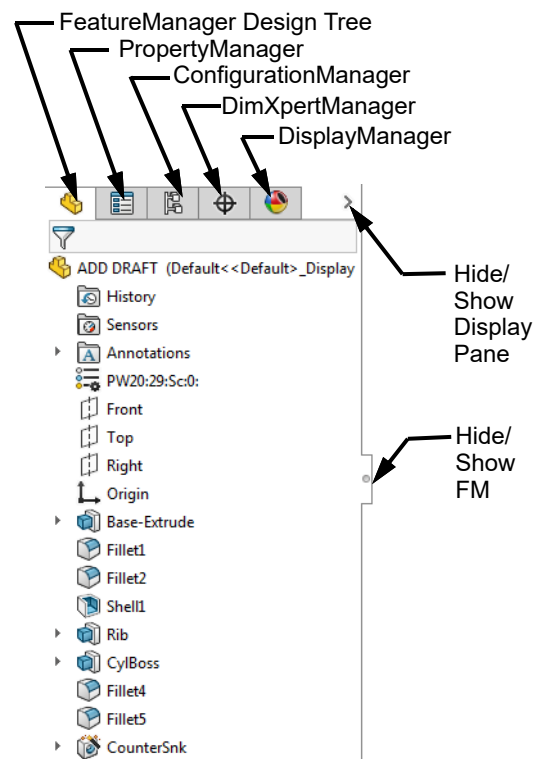 FeatureManager Design Tree
PropertyManager
ConfigurationManager
DimXpertManager
DisplayManager
ADD DRAFT (Default<<Default>_Display
History
Sensors
Annotations
PW20:29:Sc:0:
Front
Top
Right
Origin
Base-Extrude
Fillet1
Fillet2
Shell1
Rib
CylBoss
Fillet4
Fillet5
CounterSnk
Hide/
Show
Display
Pane
Hide/
Show
FM